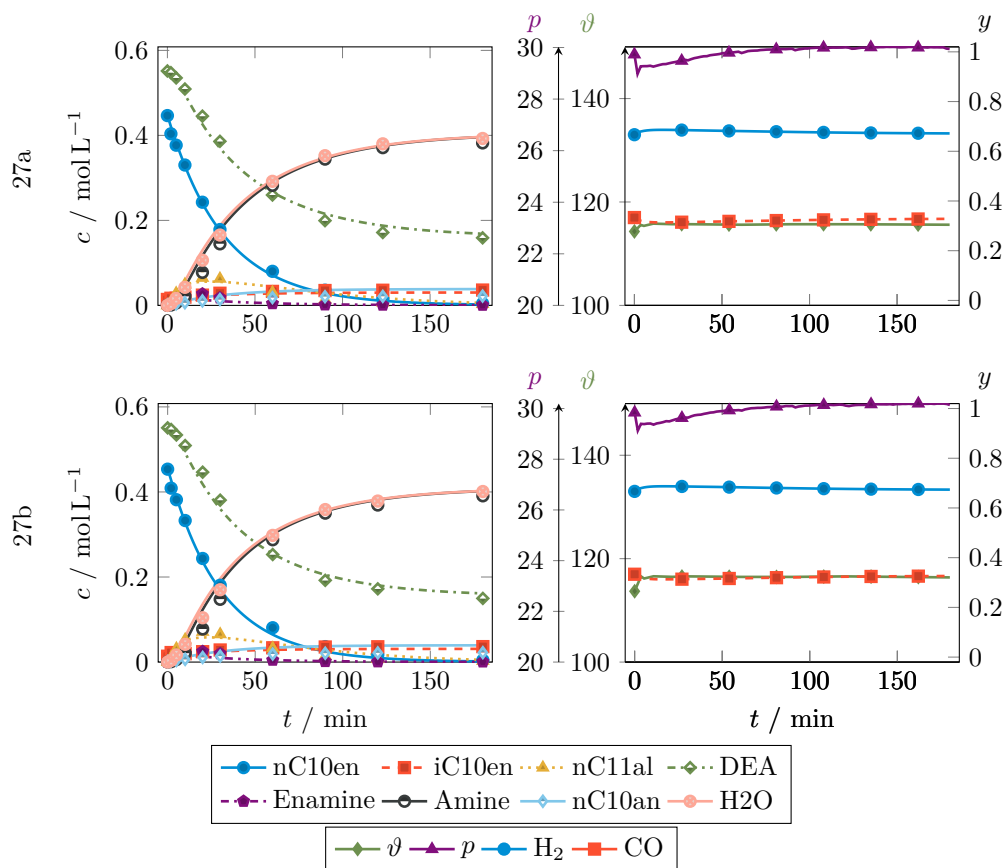 p ϑ y
0.6 30 150 1
27a
c / mol L⁻¹
0.4 28 140 0.8
26 0.6
0.2 24 120 0.4
22 0.2
0 20 100 0
0 50 100 150 0 50 100 150
p ϑ y
0.6 30 150 1
27b
c / mol L⁻¹
0.4 28 140 0.8
26 0.6
0.2 24 120 0.4
22 0.2
0 20 100 0
0 50 100 150 0 50 100 150
t / min t / min
nC10en iC10en nC11al DEA
Enamine Amine nC10an H2O
ϑ p H₂ CO